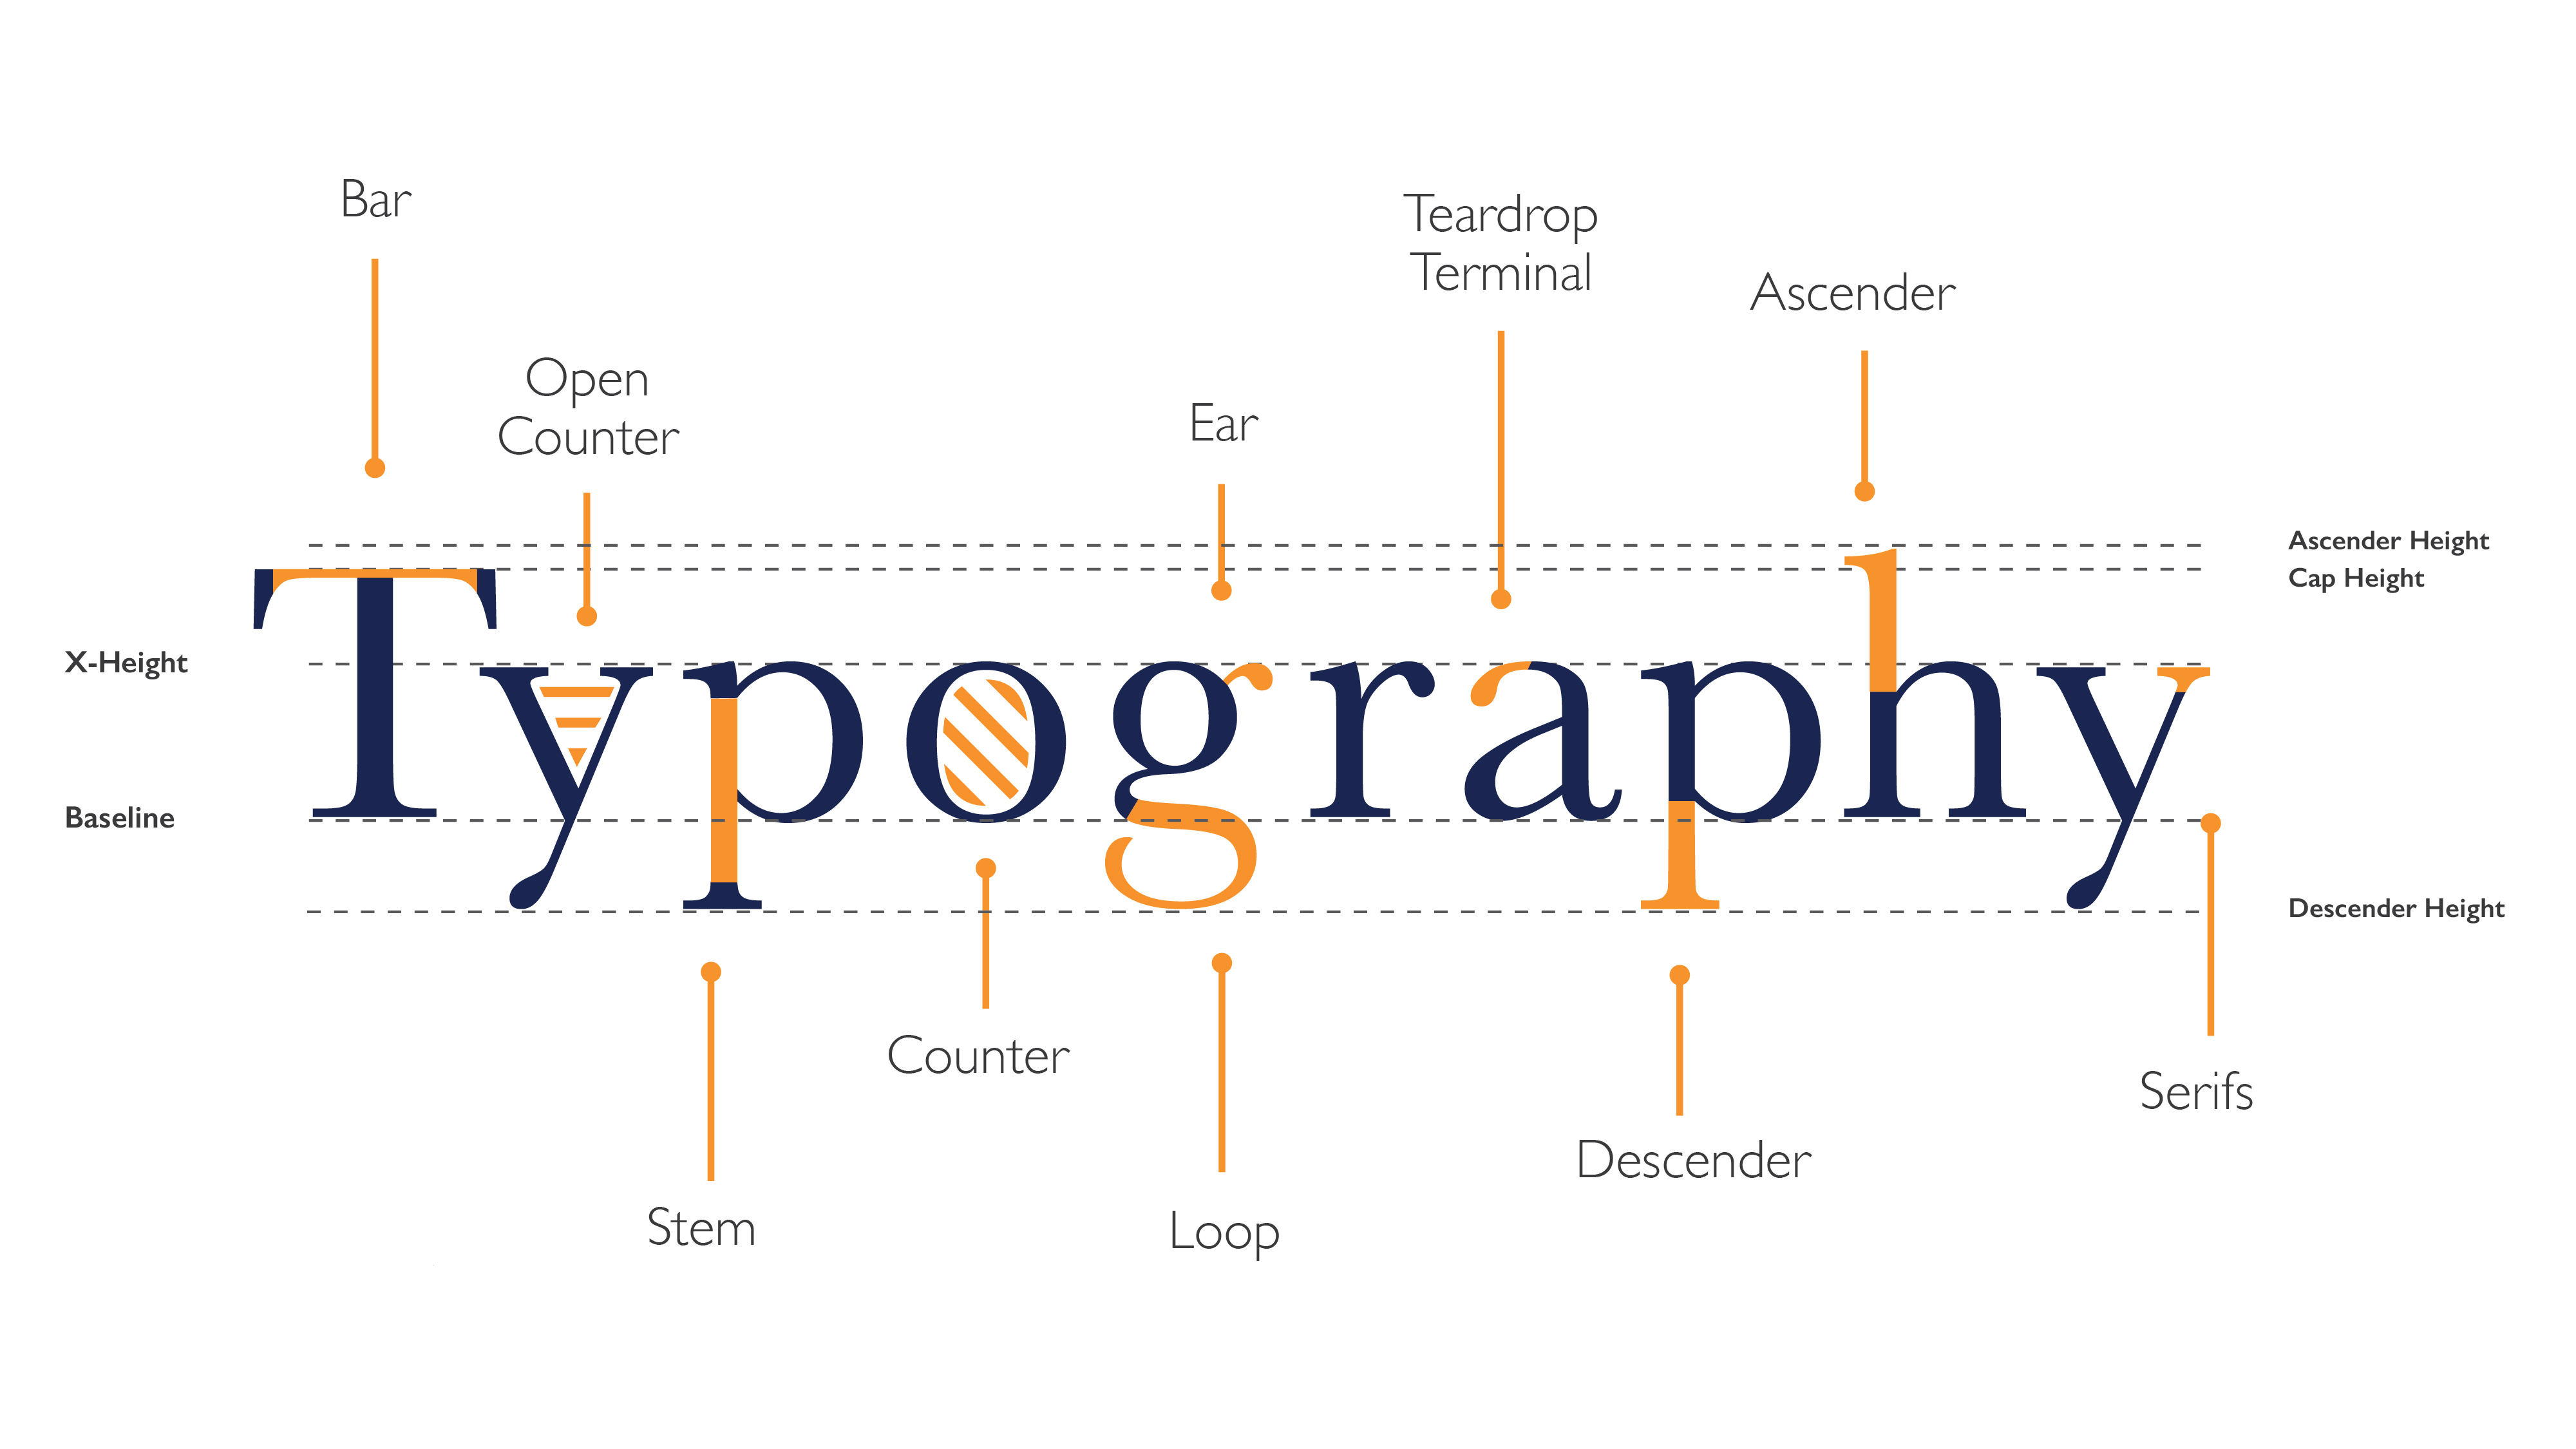 Bar
Teardrop
Terminal
Ascender
Open
Counter
Ear
Ascender Height
Cap Height
X-Height
Typography
Baseline
Descender Height
Counter
Serifs
Descender
Stem
Loop